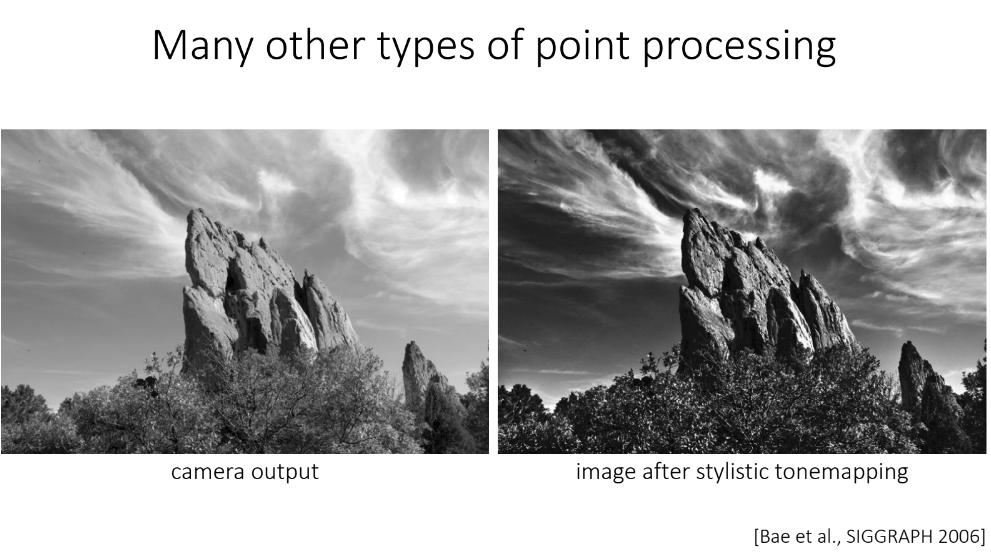 Many other types of point processing
camera output
image after stylistic tonemapping
[Bae et al., SIGGRAPH 2006]